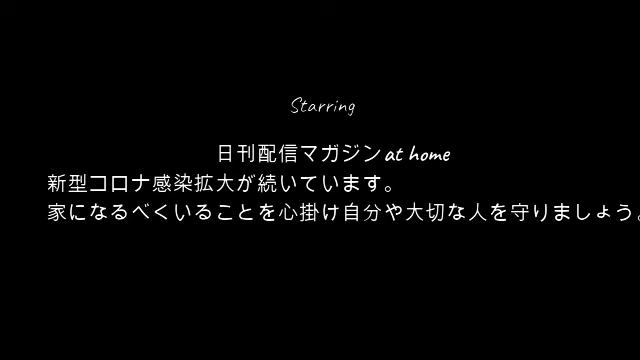 Starring
日刊配信マガジンat home
新型コロナ感染拡大が続いています。
家になるべくいることを心掛け自分や大切な人を守りましょう。